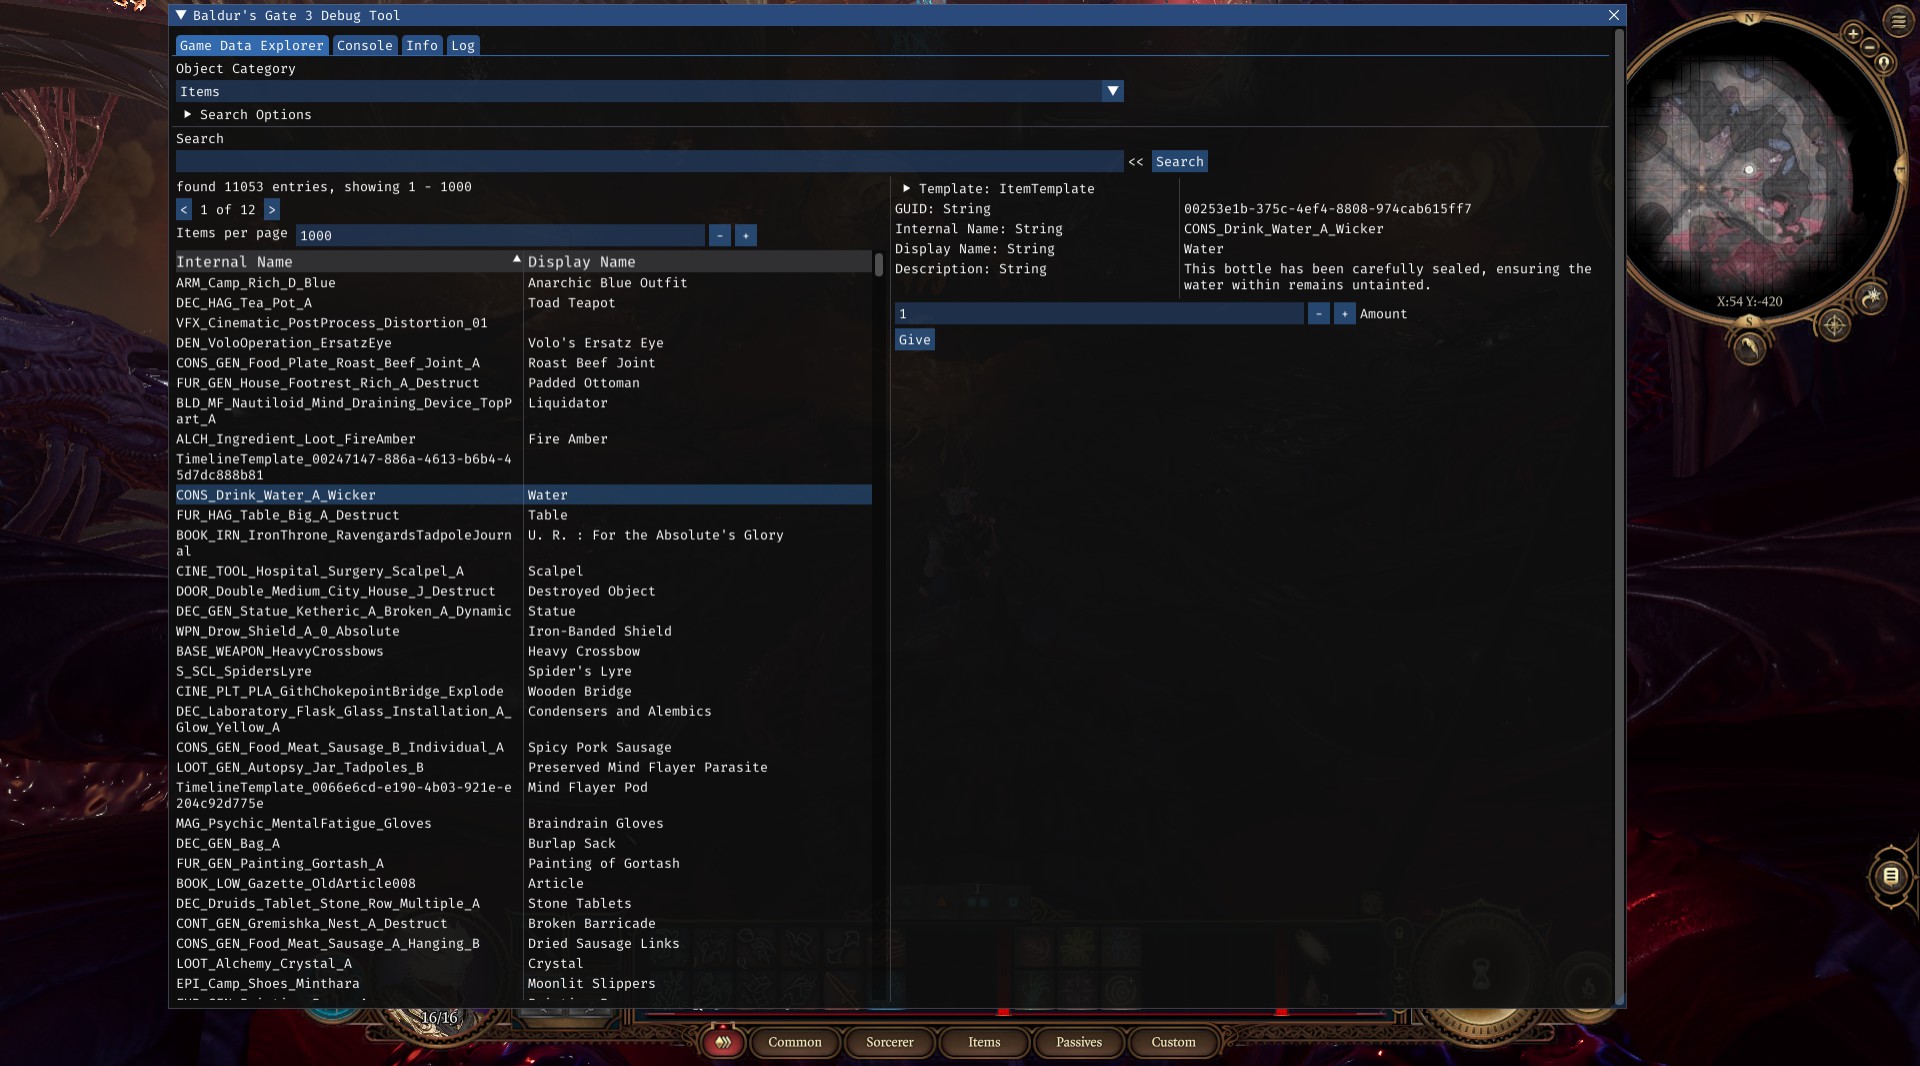 ▼ Baldur's Gate 3 Debug Tool
Game Data Explorer Console Info Log
Object Category
Items
Search Options
Search
<< Search
found 11053 entries, showing 1 - 1000
< 1 of 12 >
Items per page 1000 - +
Internal Name Display Name
ARM_Camp_Rich_D_Blue Anarchic Blue Outfit
DEC_HAG_Tea_Pot_A Toad Teapot
VFX_Cinematic_PostProcess_Distortion_01
DEN_VoloOperation_ErsatzEye Volo's Ersatz Eye
CONS_GEN_Food_Plate_Roast_Beef_Joint_A Roast Beef Joint
FUR_GEN_House_Footrest_Rich_A_Destruct Padded Ottoman
BLD_MF_Nautiloid_Mind_Draining_Device_TopP Liquidator
art_A
ALCH_Ingredient_Loot_FireAmber Fire Amber
TimelineTemplate_00247147-886a-4613-b6b4-4
5d7dc888b81
CONS_Drink_Water_A_Wicker Water
FUR_HAG_Table_Big_A_Destruct Table
BOOK_IRN_IronThrone_RavengardsTadpoleJourn U. R. : For the Absolute's Glory
al
CINE_TOOL_Hospital_Surgery_Scalpel_A Scalpel
DOOR_Double_Medium_City_House_J_Destruct Destroyed Object
DEC_GEN_Statue_Ketheric_A_Broken_A_Dynamic Statue
WPN_Drow_Shield_A_0_Absolute Iron-Banded Shield
BASE_WEAPON_HeavyCrossbows Heavy Crossbow
S_SCL_SpidersLyre Spider's Lyre
CINE_PLT_PLA_GithChokepointBridge_Explode Wooden Bridge
DEC_Laboratory_Flask_Glass_Installation_A_ Condensers and Alembics
Glow_Yellow_A
CONS_GEN_Food_Meat_Sausage_B_Individual_A Spicy Pork Sausage
LOOT_GEN_Autopsy_Jar_Tadpoles_B Preserved Mind Flayer Parasite
TimelineTemplate_0066e6cd-e190-4b03-921e-e Mind Flayer Pod
204c92d775e
MAG_Psychic_MentalFatigue_Gloves Braindrain Gloves
DEC_GEN_Bag_A Burlap Sack
FUR_GEN_Painting_Gortash_A Painting of Gortash
BOOK_LOW_Gazette_OldArticle008 Article
DEC_Druids_Tablet_Stone_Row_Multiple_A Stone Tablets
CONT_GEN_Gremishka_Nest_A_Destruct Broken Barricade
CONS_GEN_Food_Meat_Sausage_A_Hanging_B Dried Sausage Links
LOOT_Alchemy_Crystal_A Crystal
EPI_Camp_Shoes_Minthara Moonlit Slippers
Template: ItemTemplate
GUID: String 00253e1b-375c-4ef4-8808-974cab615ff7
Internal Name: String CONS_Drink_Water_A_Wicker
Display Name: String Water
Description: String This bottle has been carefully sealed, ensuring the
water within remains untainted.
1 - + Amount
Give
N
E
X:54 Y:-420
S
16/16
Common Sorcerer Items Passives Custom